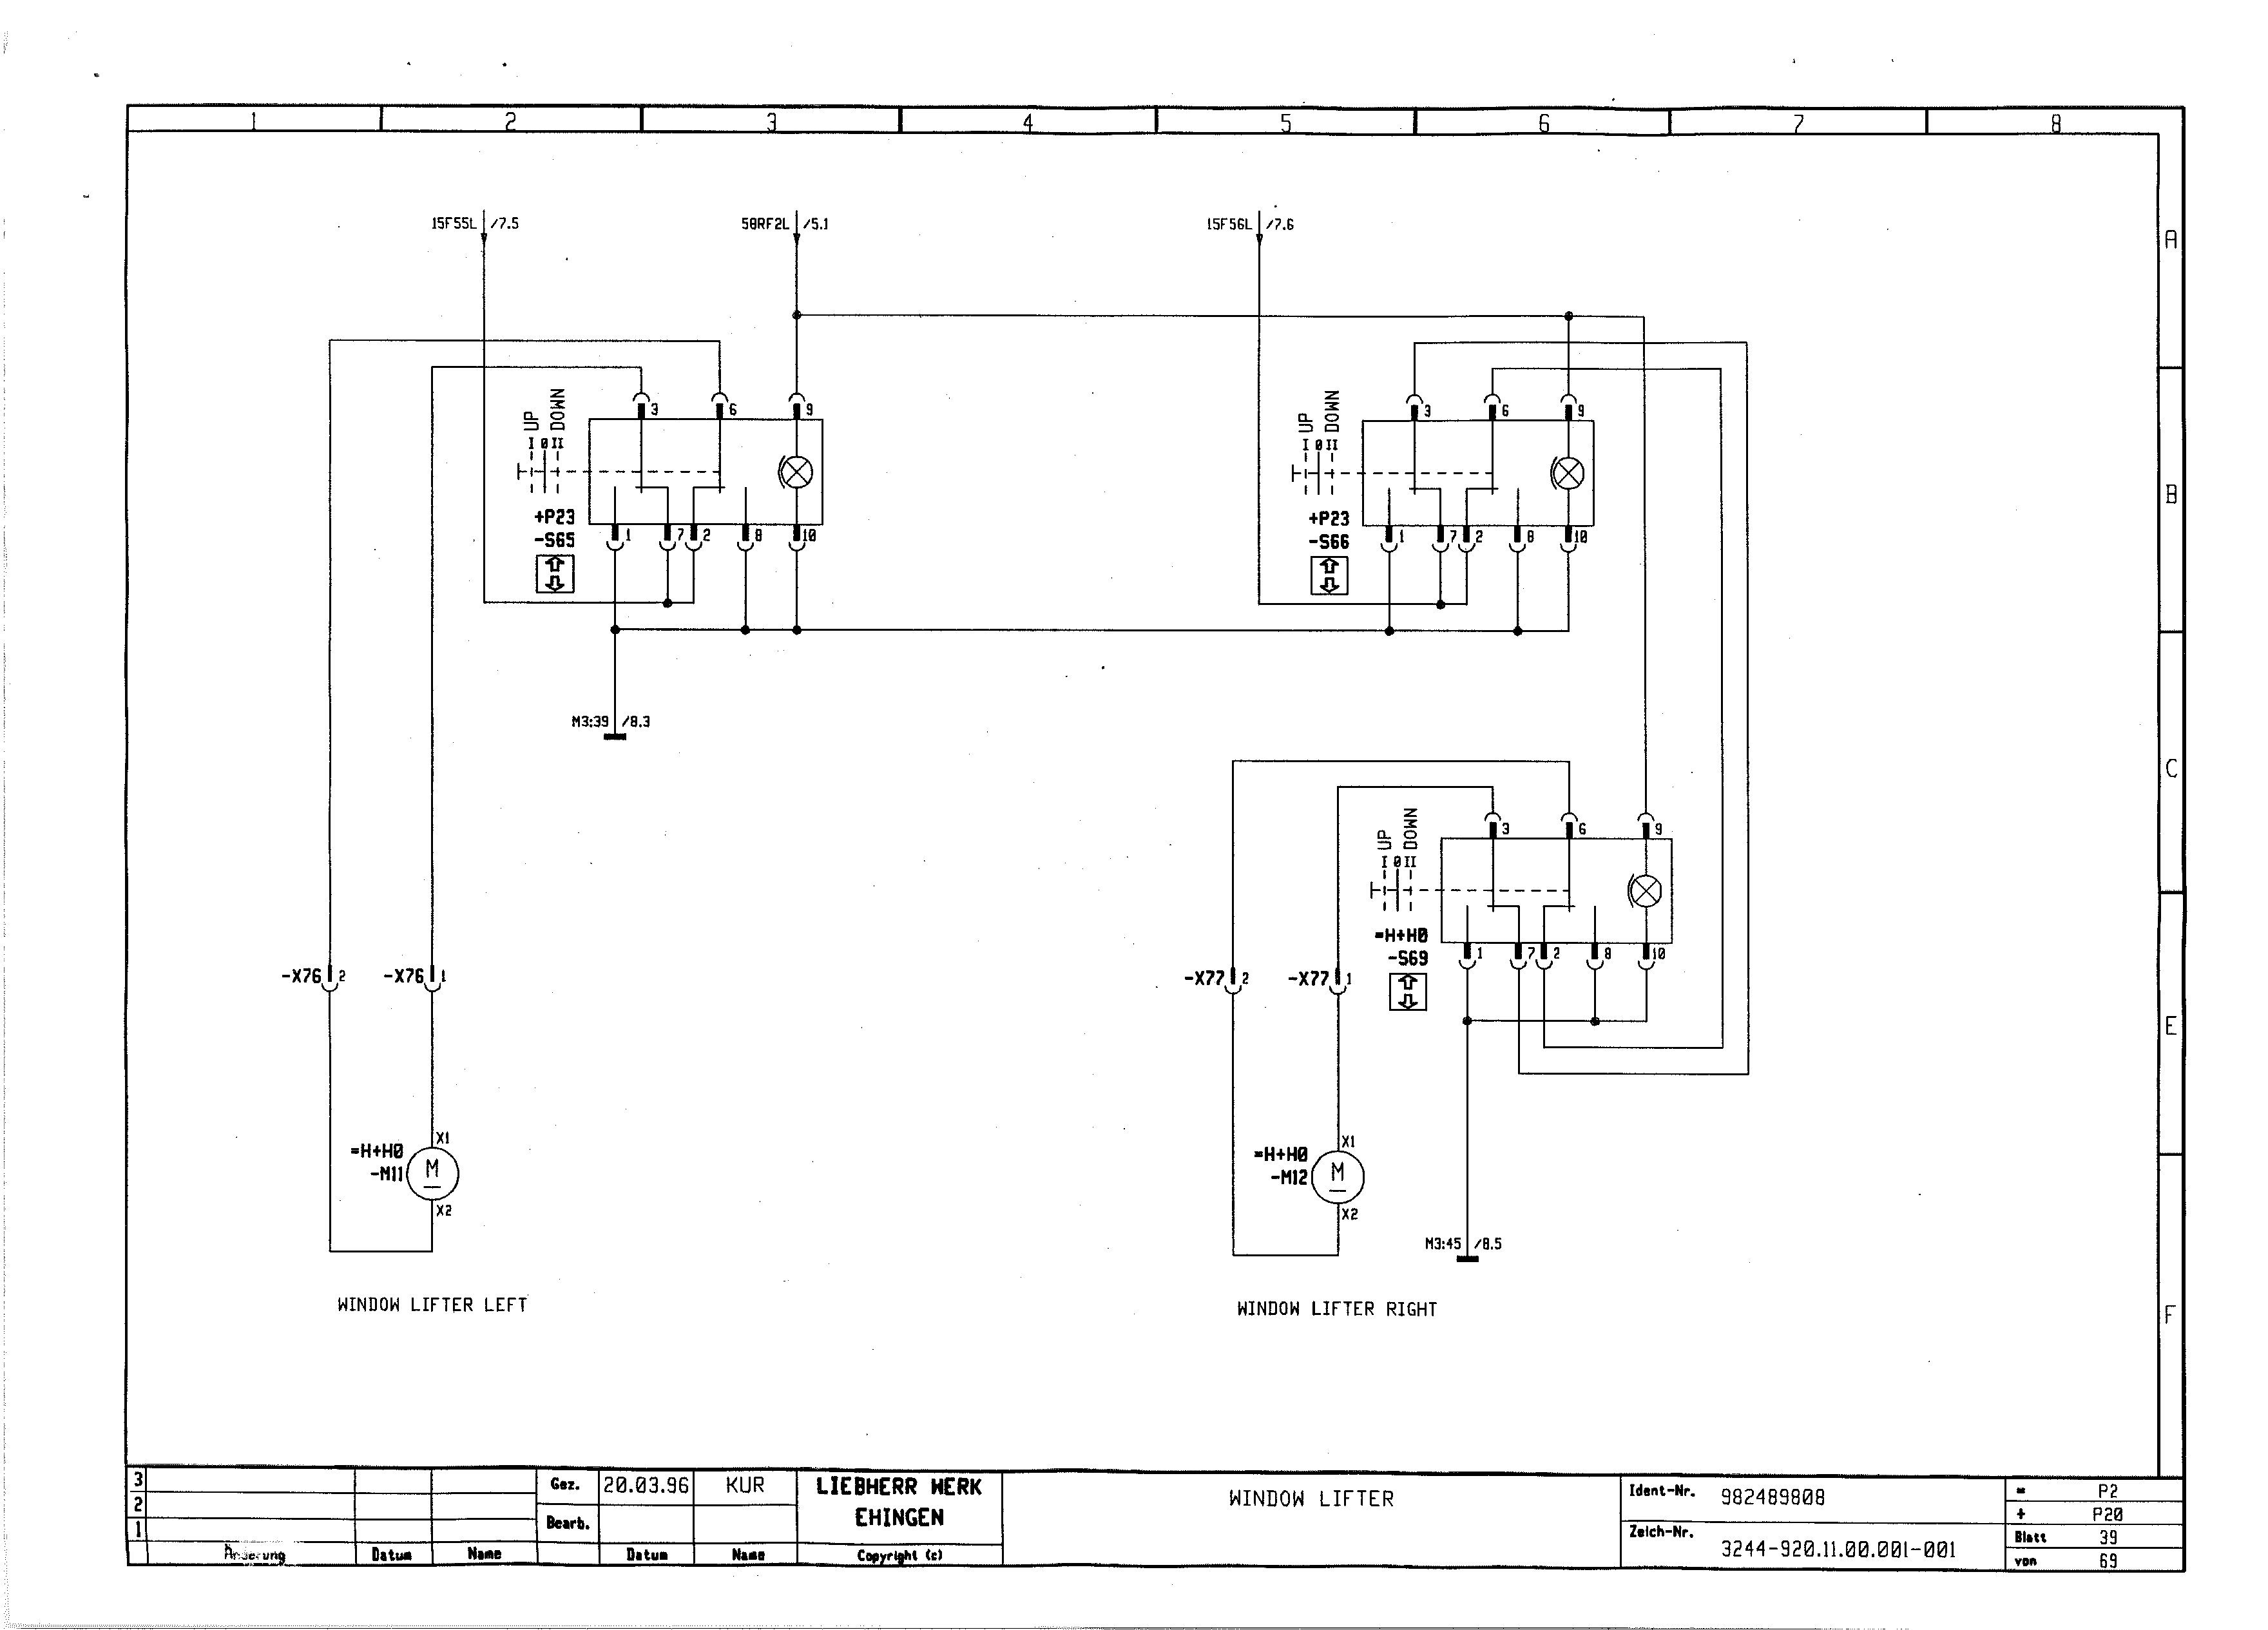 1 2 3 4 5 6 7 8
A
B
C
E
F
15F55L /7.5
58RF2L /5.1
15F56L /7.6
UP
DOWN
I 0 II
3 6 9
+P23
-S65
1 7 2 8 10
M3:39 /8.3
UP
DOWN
I 0 II
3 6 9
+P23
-S66
1 7 2 8 10
UP
DOWN
I 0 II
3 6 9
=H+H0
-S69
1 7 2 8 10
-X76 2 -X76 1
-X77 2 -X77 1
=H+H0
-M11
X1
M
X2
=H+H0
-M12
X1
M
X2
M3:45 /8.5
WINDOW LIFTER LEFT
WINDOW LIFTER RIGHT
3
2
1
Änderung Datum Name
Gez. 20.03.96 KUR
Bearb.
Datum Name
LIEBHERR WERK
EHINGEN
Copyright (c)
WINDOW LIFTER
Ident-Nr. 982489808
Zeich-Nr. 3244-920.11.00.001-001
= P2
+ P20
Blatt 39
von 69